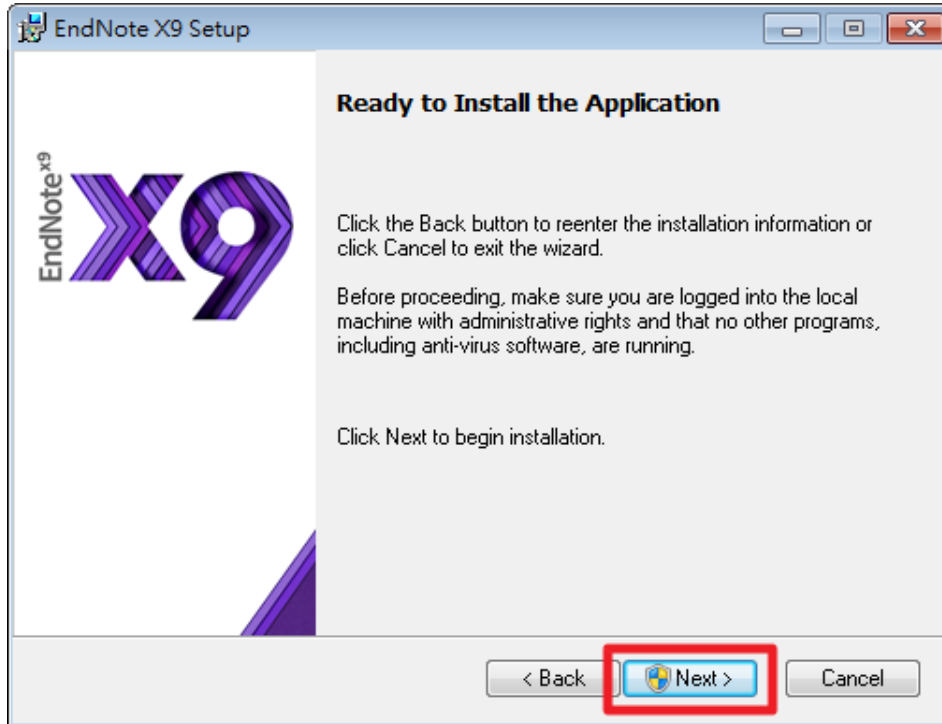 EndNote X9 Setup
Ready to Install the Application
EndNote x9
X9
Click the Back button to reenter the installation information or
click Cancel to exit the wizard.
Before proceeding, make sure you are logged into the local
machine with administrative rights and that no other programs,
including anti-virus software, are running.
Click Next to begin installation.
< Back
Next >
Cancel